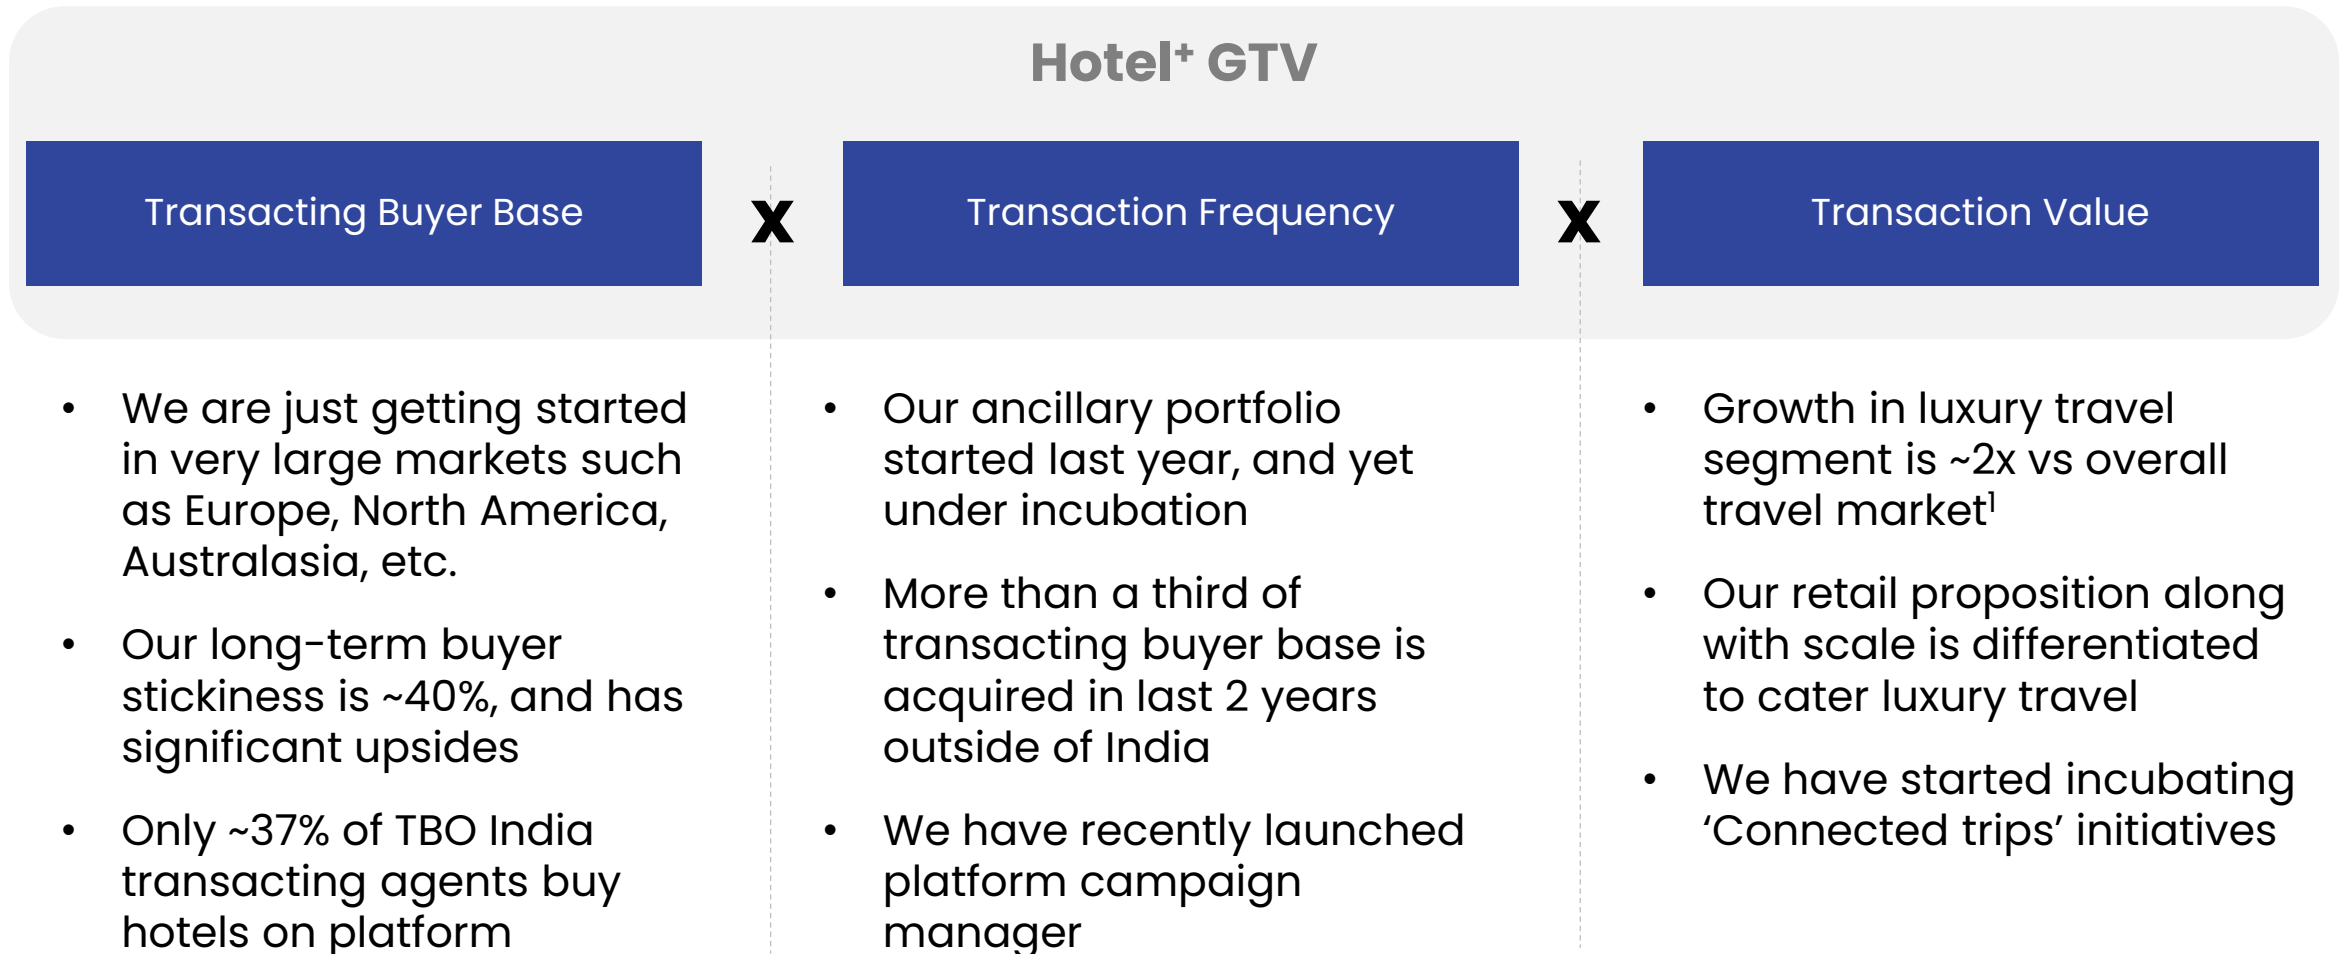 Hotel⁺ GTV
Transacting Buyer Base
x
Transaction Frequency
x
Transaction Value
• We are just getting started
in very large markets such
as Europe, North America,
Australasia, etc.
• Our long-term buyer
stickiness is ~40%, and has
significant upsides
• Only ~37% of TBO India
transacting agents buy
hotels on platform
• Our ancillary portfolio
started last year, and yet
under incubation
• More than a third of
transacting buyer base is
acquired in last 2 years
outside of India
• We have recently launched
platform campaign
manager
• Growth in luxury travel
segment is ~2x vs overall
travel market¹
• Our retail proposition along
with scale is differentiated
to cater luxury travel
• We have started incubating
‘Connected trips’ initiatives